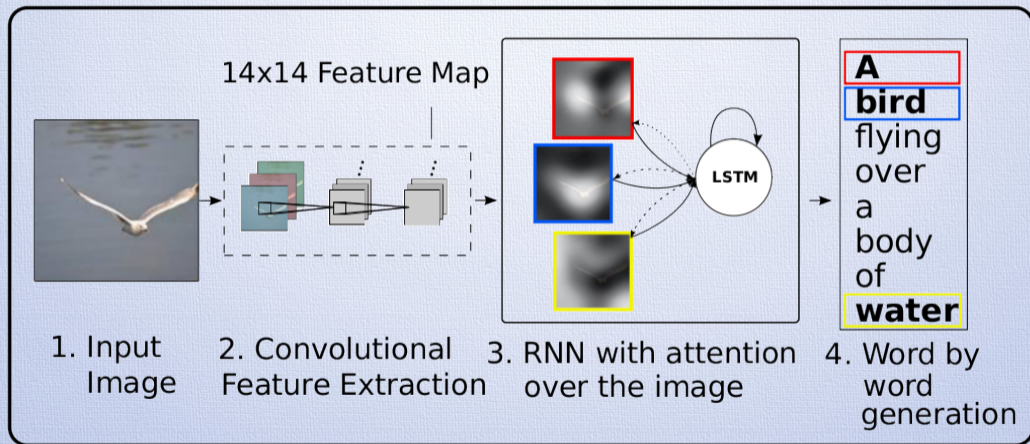 14x14 Feature Map
LSTM
A
bird
flying
over
a
body
of
water
1. Input
Image
2. Convolutional
Feature Extraction
3. RNN with attention
over the image
4. Word by
word
generation